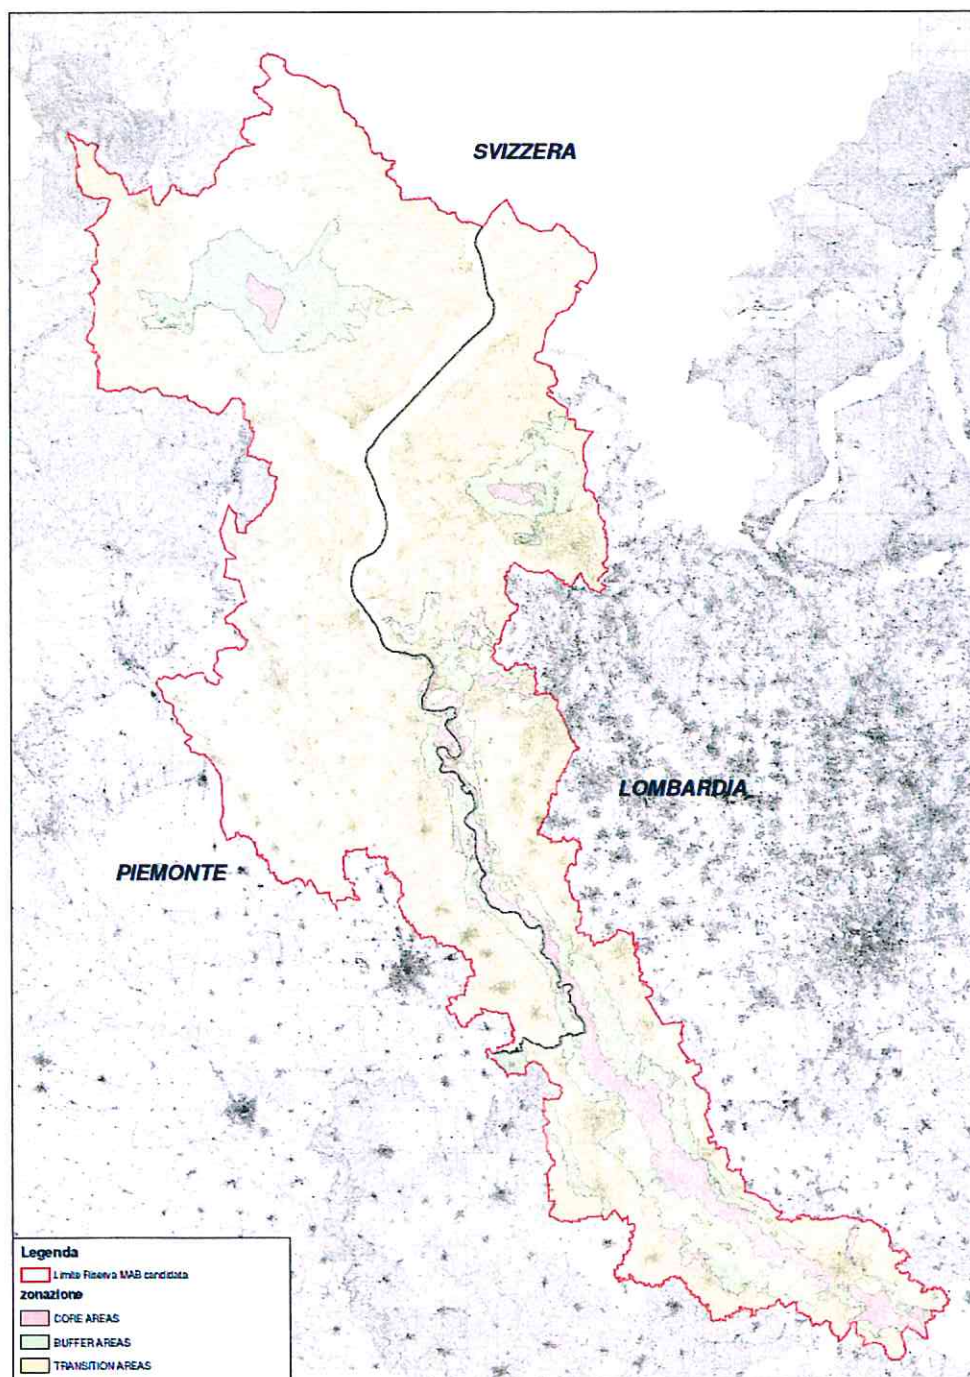 SVIZZERA
LOMBARDIA
PIEMONTE
Legenda
Limite Riserva MAB candidata
zonazione
CORE AREAS
BUFFER AREAS
TRANSITION AREAS